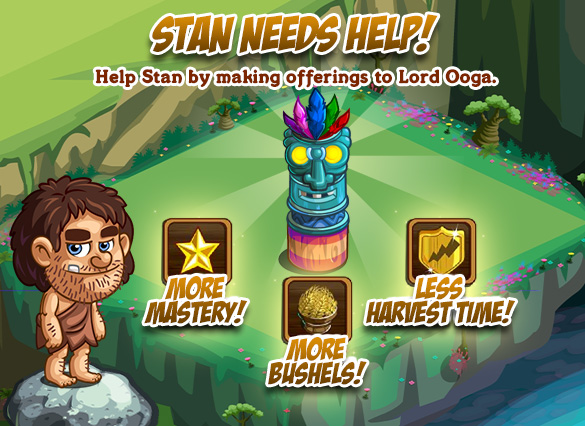 STAN NEEDS HELP!
Help Stan by making offerings to Lord Ooga.
MORE
MASTERY!
LESS
HARVEST TIME!
MORE
BUSHELS!